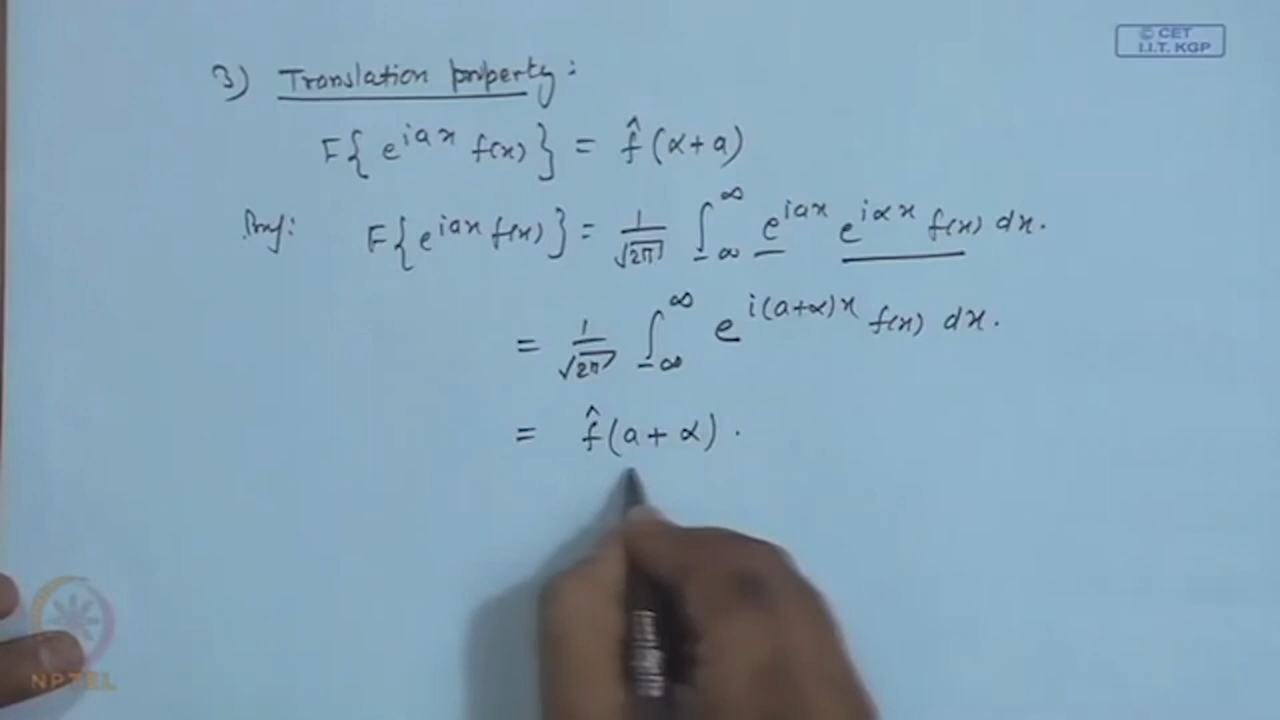 © CET
I.I.T. KGP
3) Translation property:
F{e^{iax} f(x)} = f̂(α+a)
Proof: F{e^{iax} f(x)} = 1/√2π ∫_{-∞}^{∞} e^{iax} e^{iαx} f(x) dx.
= 1/√2π ∫_{-∞}^{∞} e^{i(a+α)x} f(x) dx.
= f̂(a+α).
NPTEL